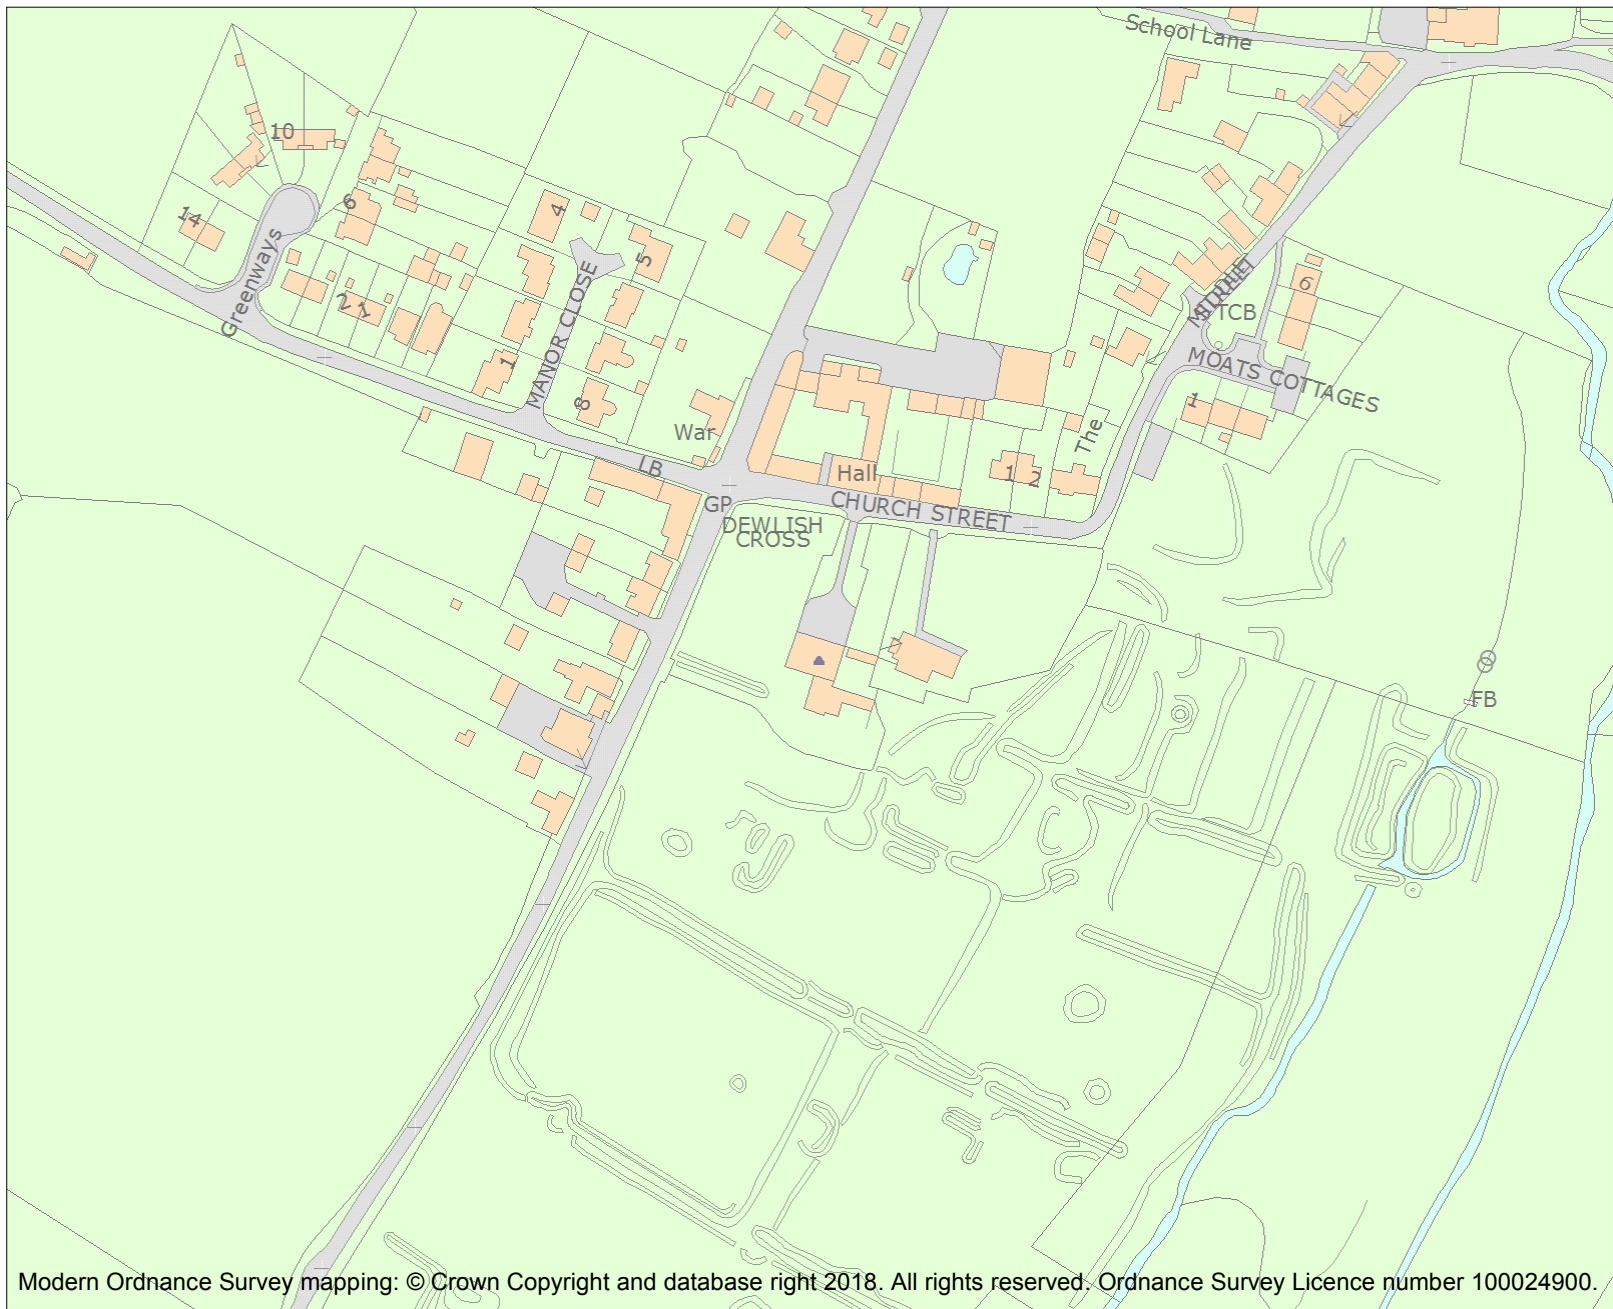 School Lane
10
6
4
14
5
Greenways
6
TCB
2
1
MANOR CLOSE
MOATS COTTAGES
1
8
1
War
The
LB
Hall
1
2
GP
CHURCH STREET
DEWLISH
CROSS
FB
Modern Ordnance Survey mapping: © Crown Copyright and database right 2018. All rights reserved. Ordnance Survey Licence number 100024900.